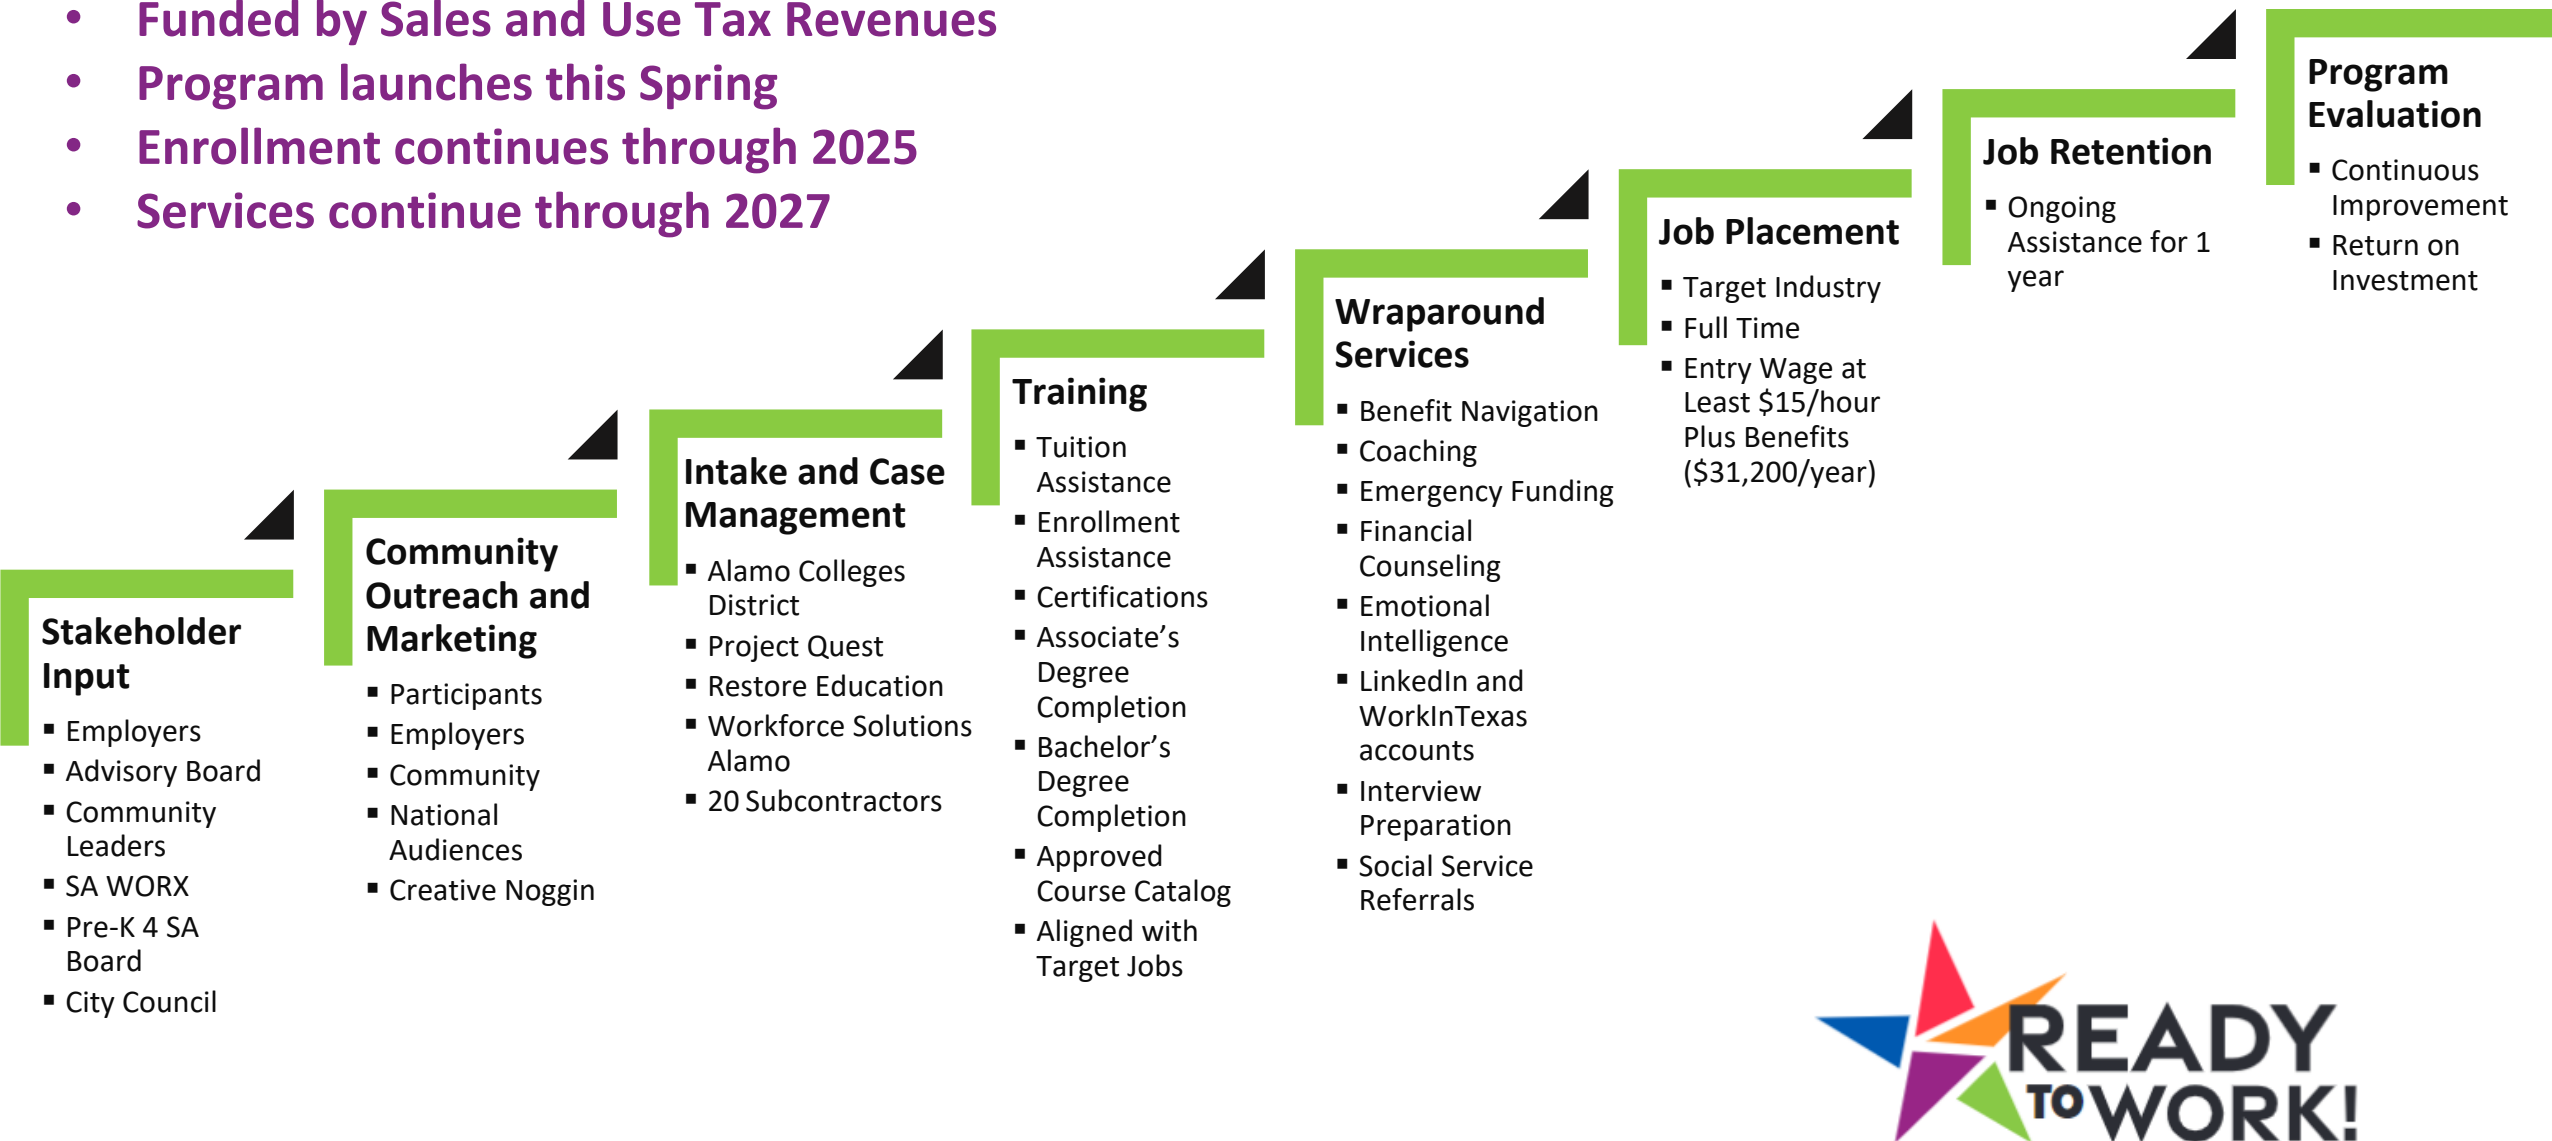 • Funded by Sales and Use Tax Revenues
• Program launches this Spring
• Enrollment continues through 2025
• Services continue through 2027
Stakeholder
Input
▪ Employers
▪ Advisory Board
▪ Community
Leaders
▪ SA WORX
▪ Pre-K 4 SA
Board
▪ City Council
Community
Outreach and
Marketing
▪ Participants
▪ Employers
▪ Community
▪ National
Audiences
▪ Creative Noggin
Intake and Case
Management
▪ Alamo Colleges
District
▪ Project Quest
▪ Restore Education
▪ Workforce Solutions
Alamo
▪ 20 Subcontractors
Training
▪ Tuition
Assistance
▪ Enrollment
Assistance
▪ Certifications
▪ Associate’s
Degree
Completion
▪ Bachelor’s
Degree
Completion
▪ Approved
Course Catalog
▪ Aligned with
Target Jobs
Wraparound
Services
▪ Benefit Navigation
▪ Coaching
▪ Emergency Funding
▪ Financial
Counseling
▪ Emotional
Intelligence
▪ LinkedIn and
WorkInTexas
accounts
▪ Interview
Preparation
▪ Social Service
Referrals
Job Placement
▪ Target Industry
▪ Full Time
▪ Entry Wage at
Least $15/hour
Plus Benefits
($31,200/year)
Job Retention
▪ Ongoing
Assistance for 1
year
Program
Evaluation
▪ Continuous
Improvement
▪ Return on
Investment
READY
TO WORK!